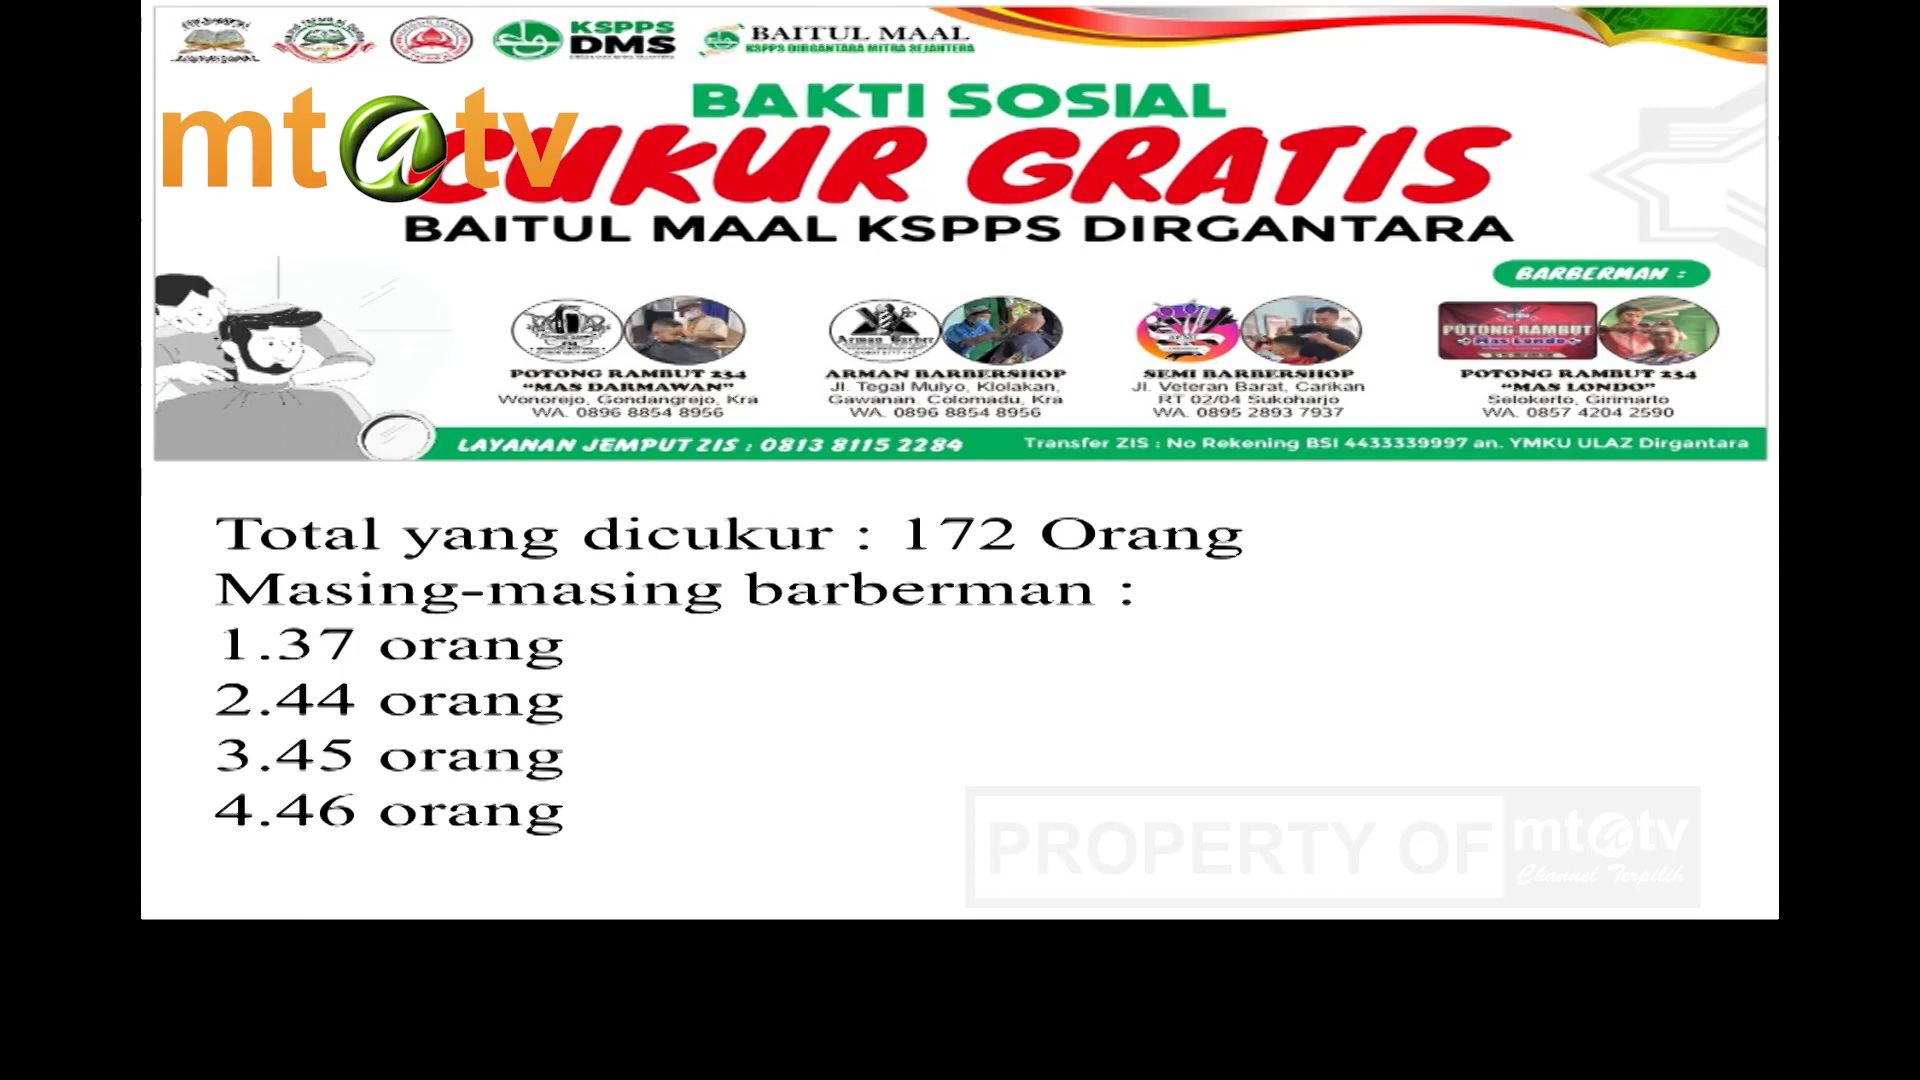 KSPPS
DMS
BAITUL MAAL
KSPPS DIRGANTARA MITRA SEJAHTERA
mt@tv
BAKTI SOSIAL
CUKUR GRATIS
BAITUL MAAL KSPPS DIRGANTARA
BARBERMAN :
POTONG RAMBUT 234
"MAS DARMAWAN"
Wonorejo, Gondangrejo, Kra
WA. 0896 8854 8956
Arman Barber
ARMAN BARBERSHOP
Jl. Tegal Mulyo, Klolakan,
Gawanan. Colomadu, Kra
WA. 0896 8854 8956
SEMI BARBERSHOP
Jl. Veteran Barat, Carikan
RT 02/04 Sukoharjo
WA. 0895 2893 7937
POTONG RAMBUT
Mas Londo
POTONG RAMBUT 234
"MAS LONDO"
Selokerto, Girimarto
WA. 0857 4204 2590
LAYANAN JEMPUT ZIS : 0813 8115 2284
Transfer ZIS : No Rekening BSI 4433339997 an. YMKU ULAZ Dirgantara
Total yang dicukur : 172 Orang
Masing-masing barberman :
1.37 orang
2.44 orang
3.45 orang
4.46 orang
PROPERTY OF mt@tv
Channel Terpilih